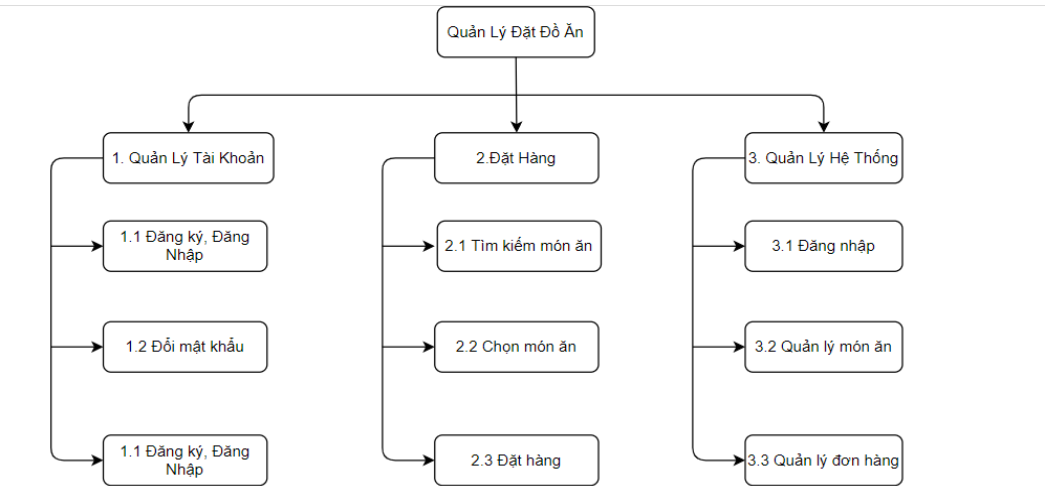 Quản Lý Đặt Đồ Ăn
1. Quản Lý Tài Khoản
2.Đặt Hàng
3. Quản Lý Hệ Thống
1.1 Đăng ký, Đăng
Nhập
2.1 Tìm kiếm món ăn
3.1 Đăng nhập
1.2 Đổi mật khẩu
2.2 Chọn món ăn
3.2 Quản lý món ăn
1.1 Đăng ký, Đăng
Nhập
2.3 Đặt hàng
3.3 Quản lý đơn hàng